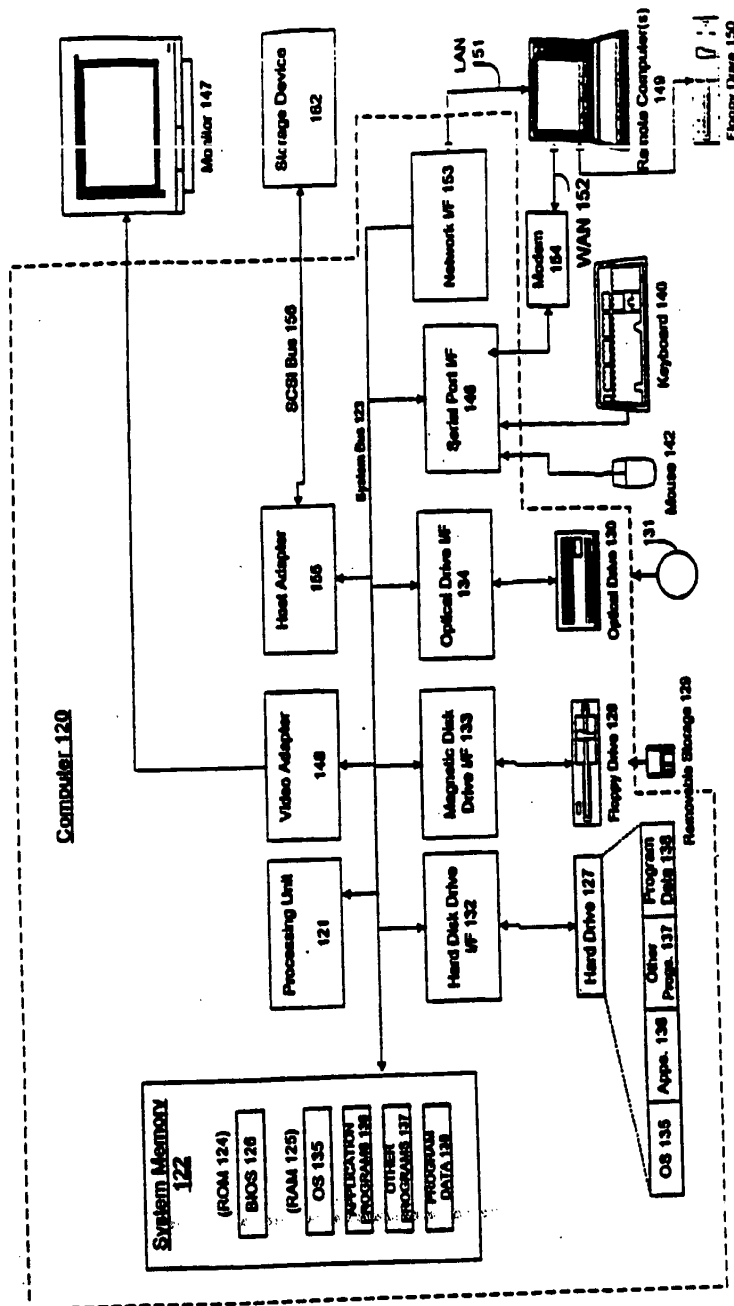 Computer 120
System Memory
122
(ROM 124)
BIOS 126
(RAM 125)
OS 135
APPLICATION
PROGRAMS 136
OTHER
PROGRAMS 137
PROGRAM
DATA 138
Processing Unit
121
Video Adapter
148
Host Adapter
155
SCSI Bus 156
Monitor 147
Storage Device
162
System Bus 123
Hard Disk Drive
I/F 132
Magnetic Disk
Drive I/F 133
Optical Drive I/F
134
Serial Port I/F
146
Network I/F 153
LAN
151
Modem
154
WAN 152
Remote Computer(s)
149
Floppy Drive 150
Hard Drive 127
Floppy Drive 128
Optical Drive 130
131
Mouse 142
Keyboard 140
Removable Storage 129
OS 135
Apps. 136
Other
Progs. 137
Program
Data 138